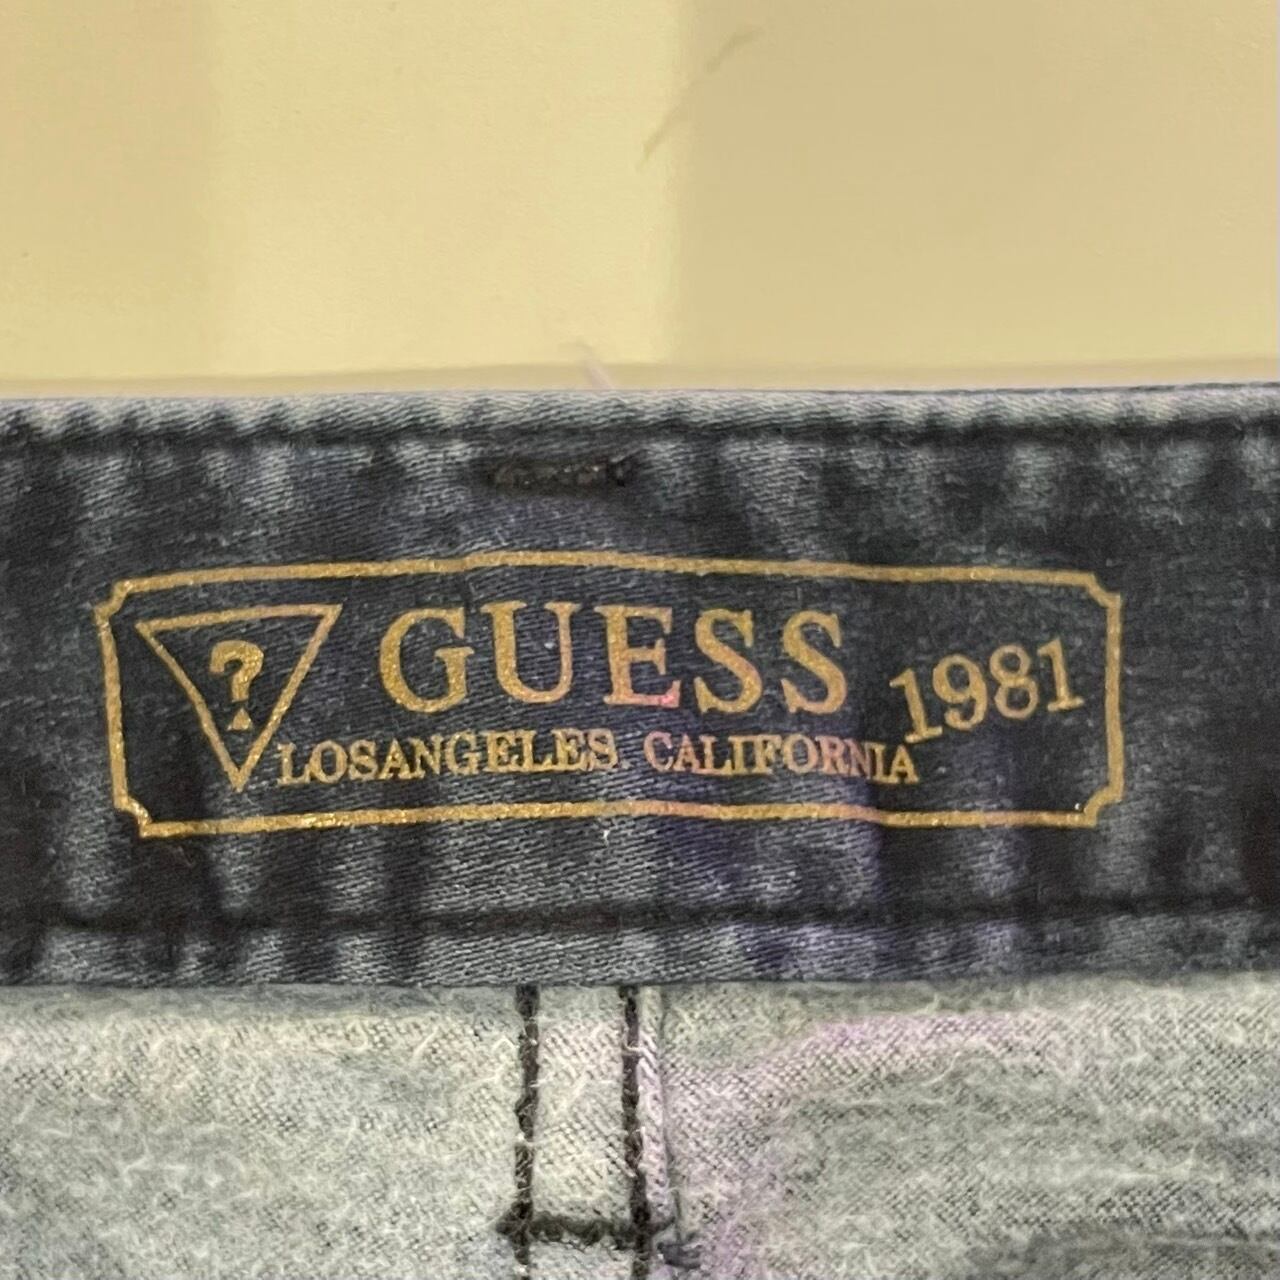 ?
GUESS 1981
LOSANGELES. CALIFORNIA